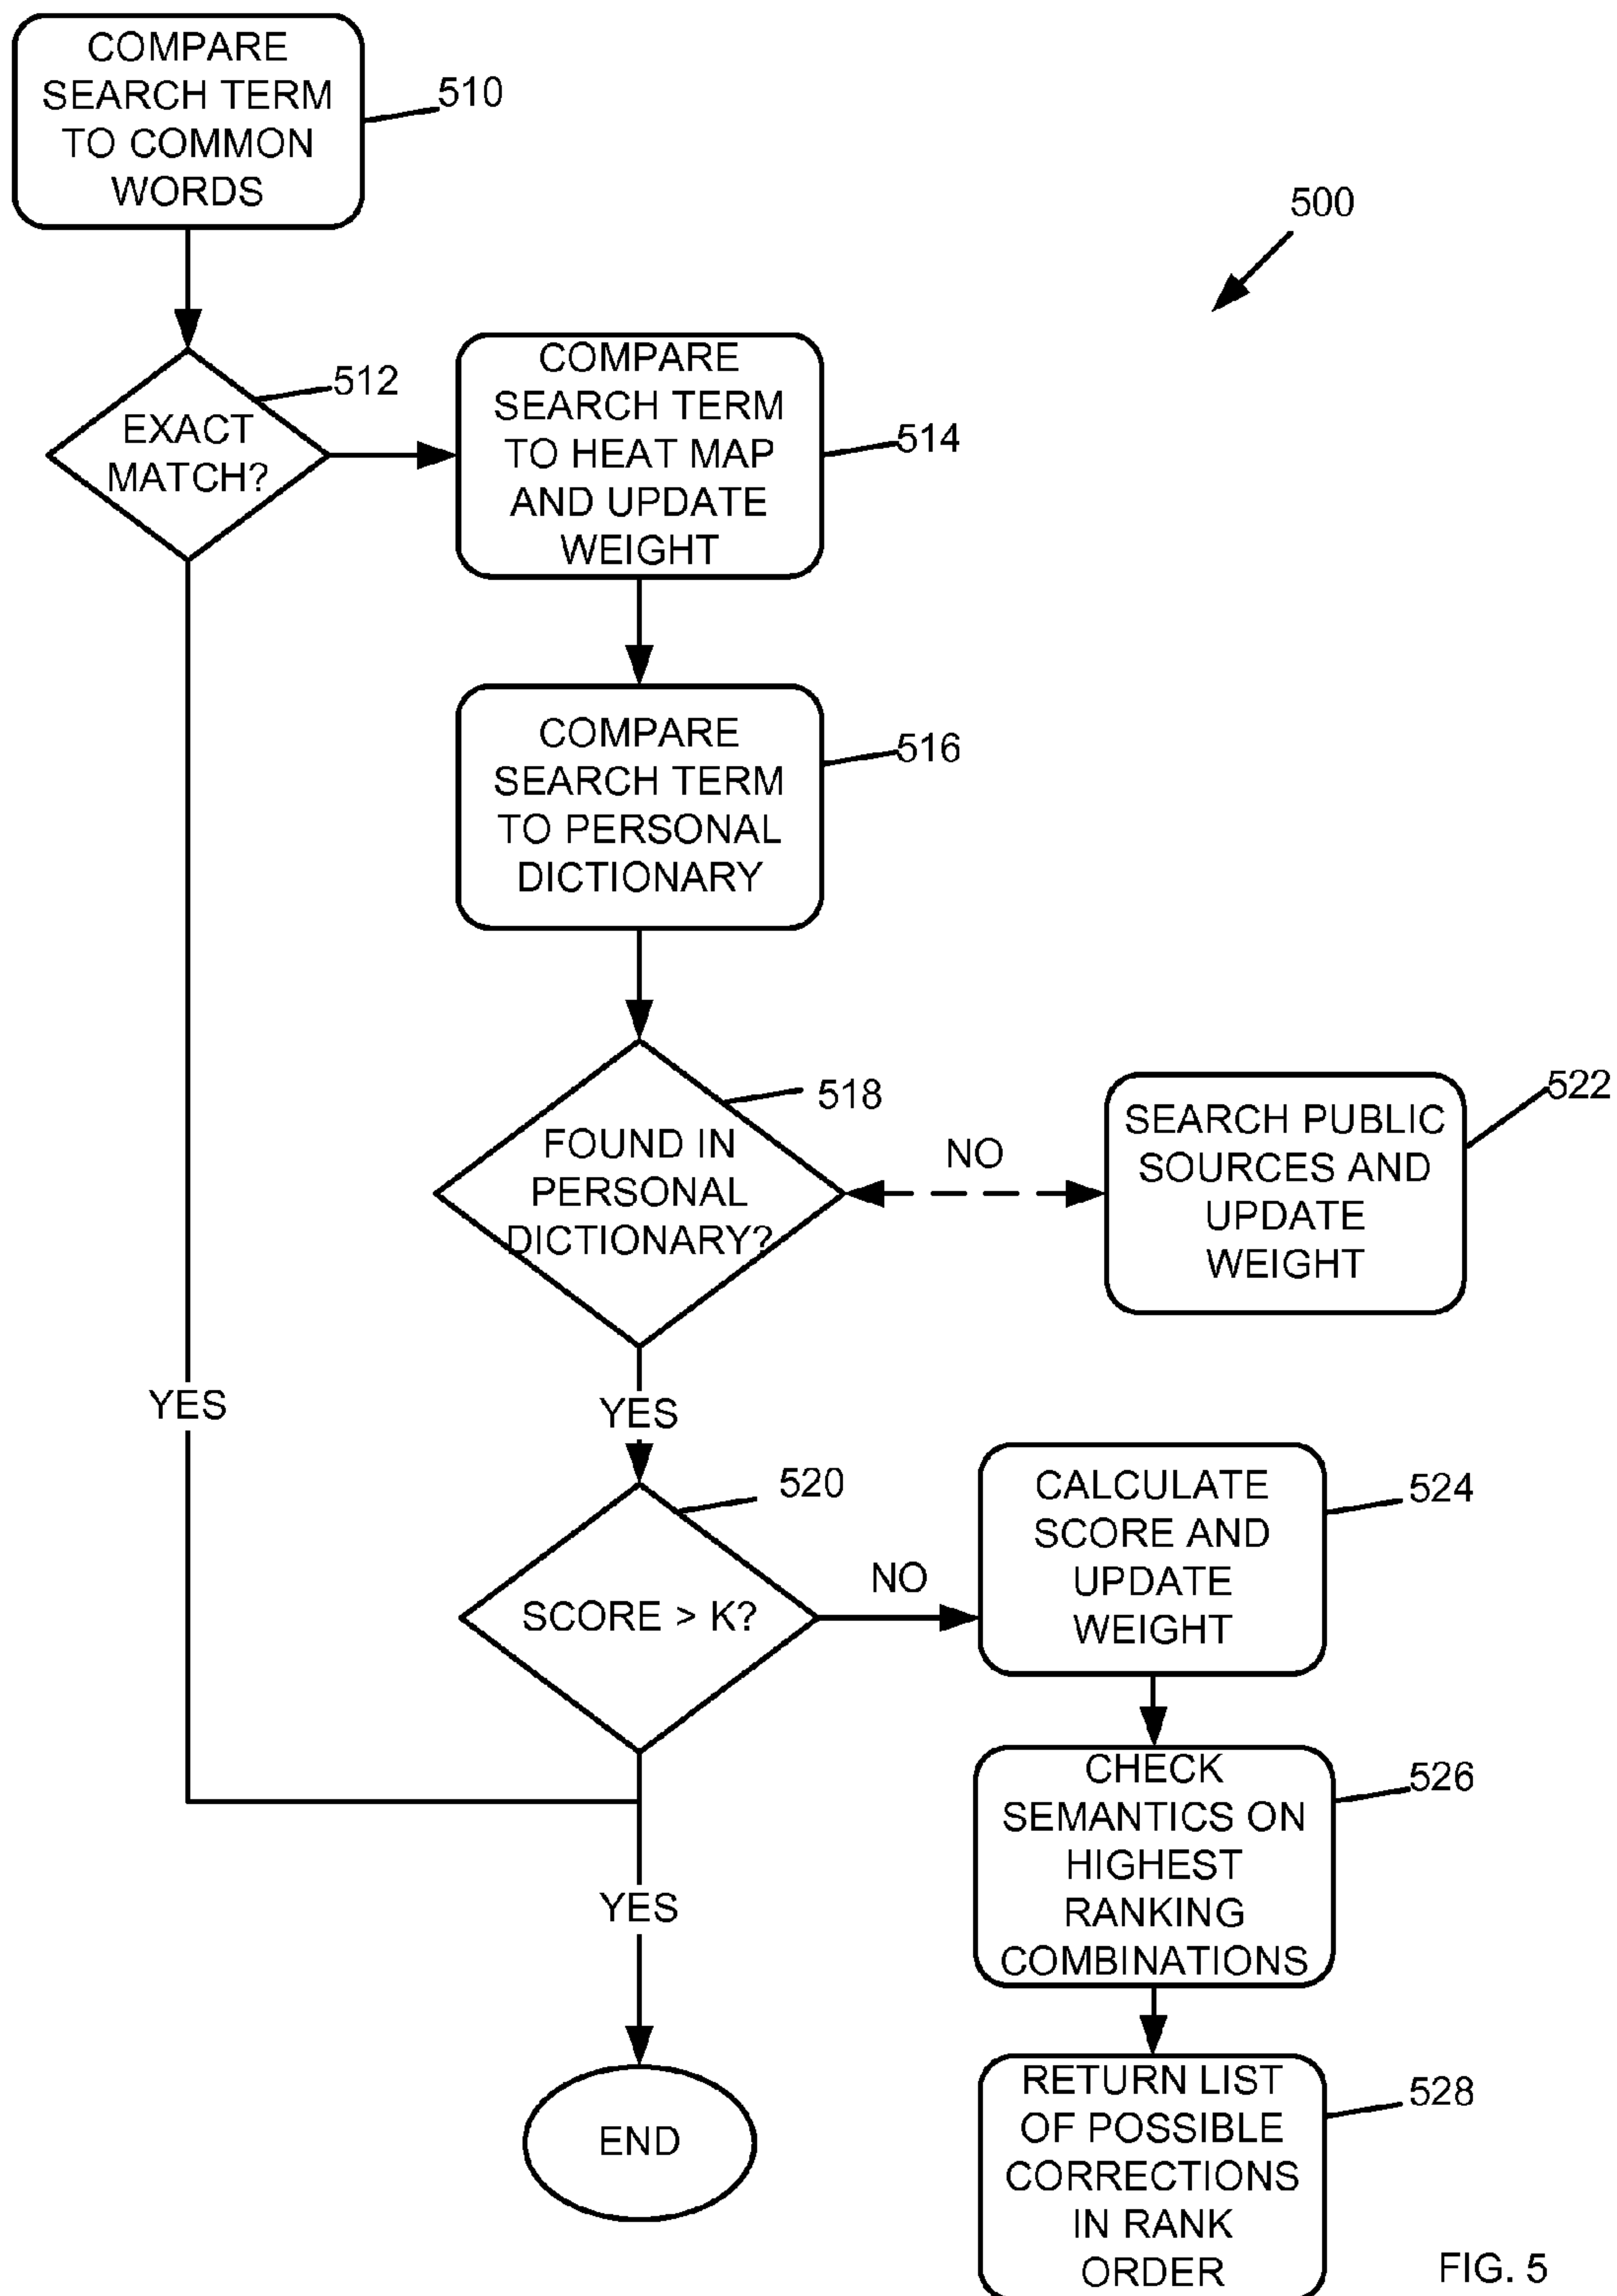 COMPARE
SEARCH TERM
TO COMMON
WORDS
510
500
EXACT
MATCH?
512
COMPARE
SEARCH TERM
TO HEAT MAP
AND UPDATE
WEIGHT
514
COMPARE
SEARCH TERM
TO PERSONAL
DICTIONARY
516
FOUND IN
PERSONAL
DICTIONARY?
518
NO
SEARCH PUBLIC
SOURCES AND
UPDATE
WEIGHT
522
YES
YES
SCORE > K?
520
NO
CALCULATE
SCORE AND
UPDATE
WEIGHT
524
CHECK
SEMANTICS ON
HIGHEST
RANKING
COMBINATIONS
526
YES
END
RETURN LIST
OF POSSIBLE
CORRECTIONS
IN RANK
ORDER
528
FIG. 5